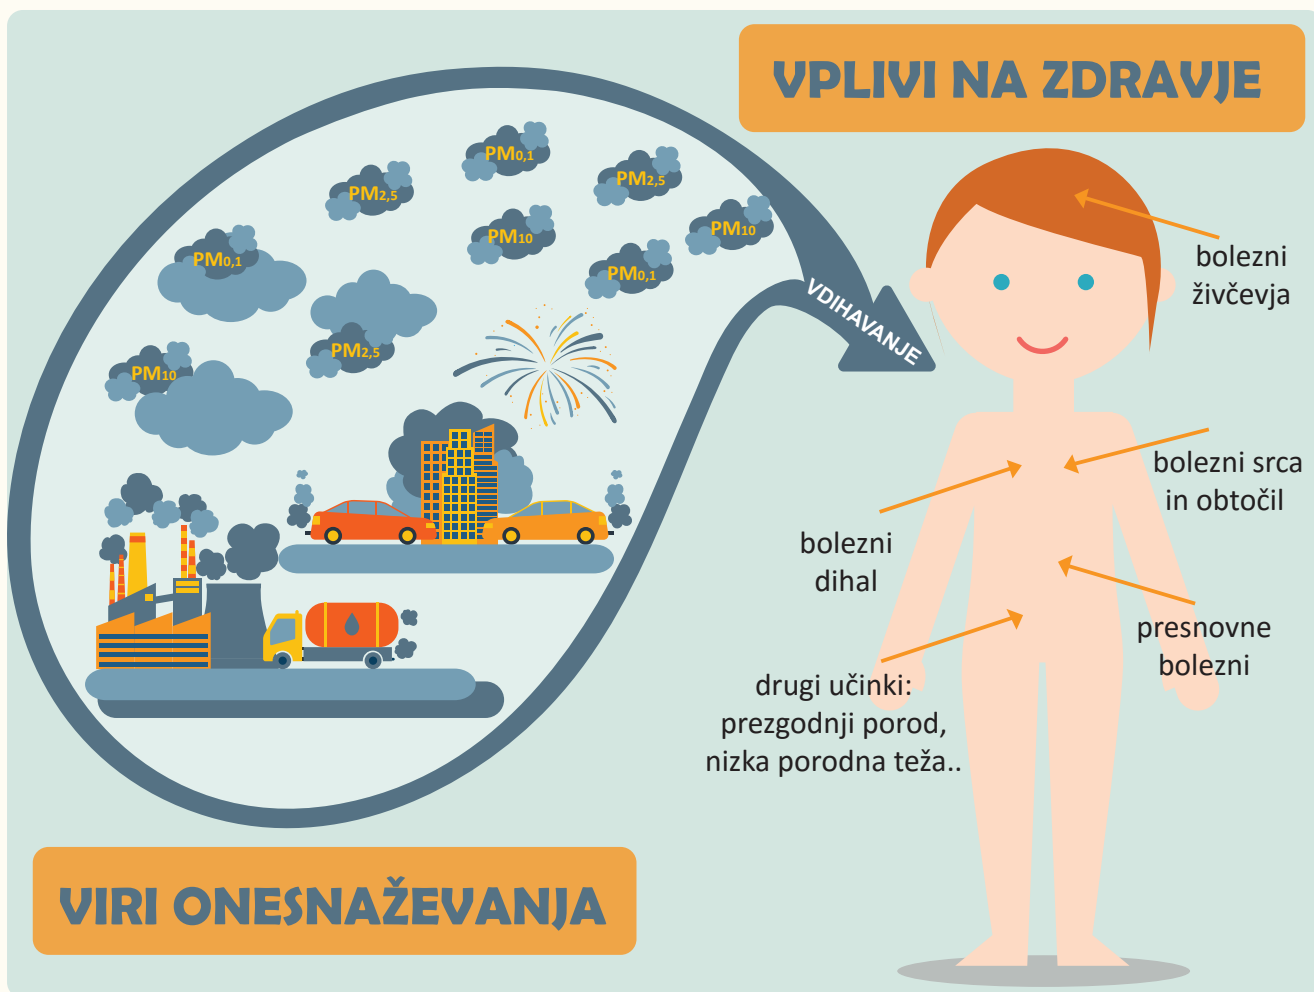 VPLIVI NA ZDRAVJE
PM0,1
PM2,5
PM2,5
PM10
PM10
PM0,1
PM0,1
PM2,5
PM10
VDIHAVANJE
bolezni
živčevja
bolezni srca
in obtočil
bolezni
dihal
presnovne
bolezni
drugi učinki:
prezgodnji porod,
nizka porodna teža..
VIRI ONESNAŽEVANJA